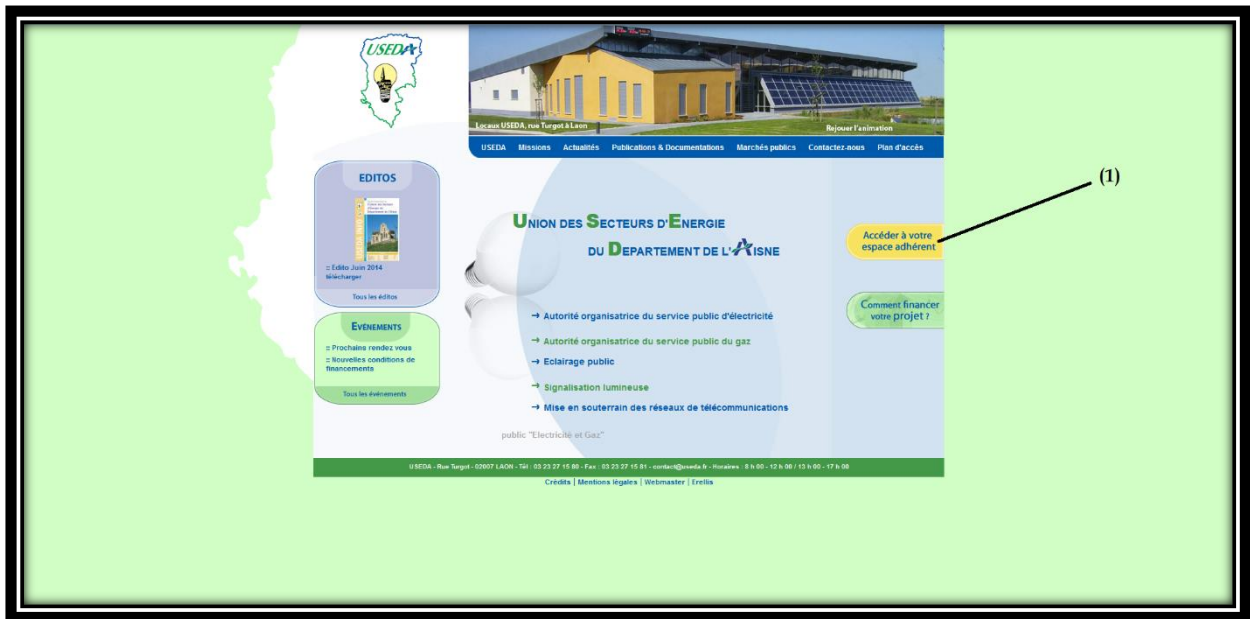 USEDA
Locaux USEDA, rue Turgot à Laon
Rejouer l'animation
USEDA Missions Actualités Publications & Documentations Marchés publics Contactez-nous Plan d'accès
EDITOS
USEDA INFO
:: Edito Juin 2014
télécharger
Tous les éditos
EVÉNEMENTS
:: Prochains rendez vous
:: Nouvelles conditions de
financements
Tous les événements
UNION DES SECTEURS D'ENERGIE
DU DEPARTEMENT DE L'AISNE
→ Autorité organisatrice du service public d'électricité
→ Autorité organisatrice du service public du gaz
→ Eclairage public
→ Signalisation lumineuse
→ Mise en souterrain des réseaux de télécommunications
public "Electricité et Gaz"
(1)
Accéder à votre
espace adhérent
Comment financer
votre projet ?
USEDA - Rue Turgot - 02007 LAON - Tél : 03 23 27 15 80 - Fax : 03 23 27 15 81 - contact@useda.fr - Horaires : 8 h 00 - 12 h 00 / 13 h 00 - 17 h 00
Crédits | Mentions légales | Webmaster | Erellis